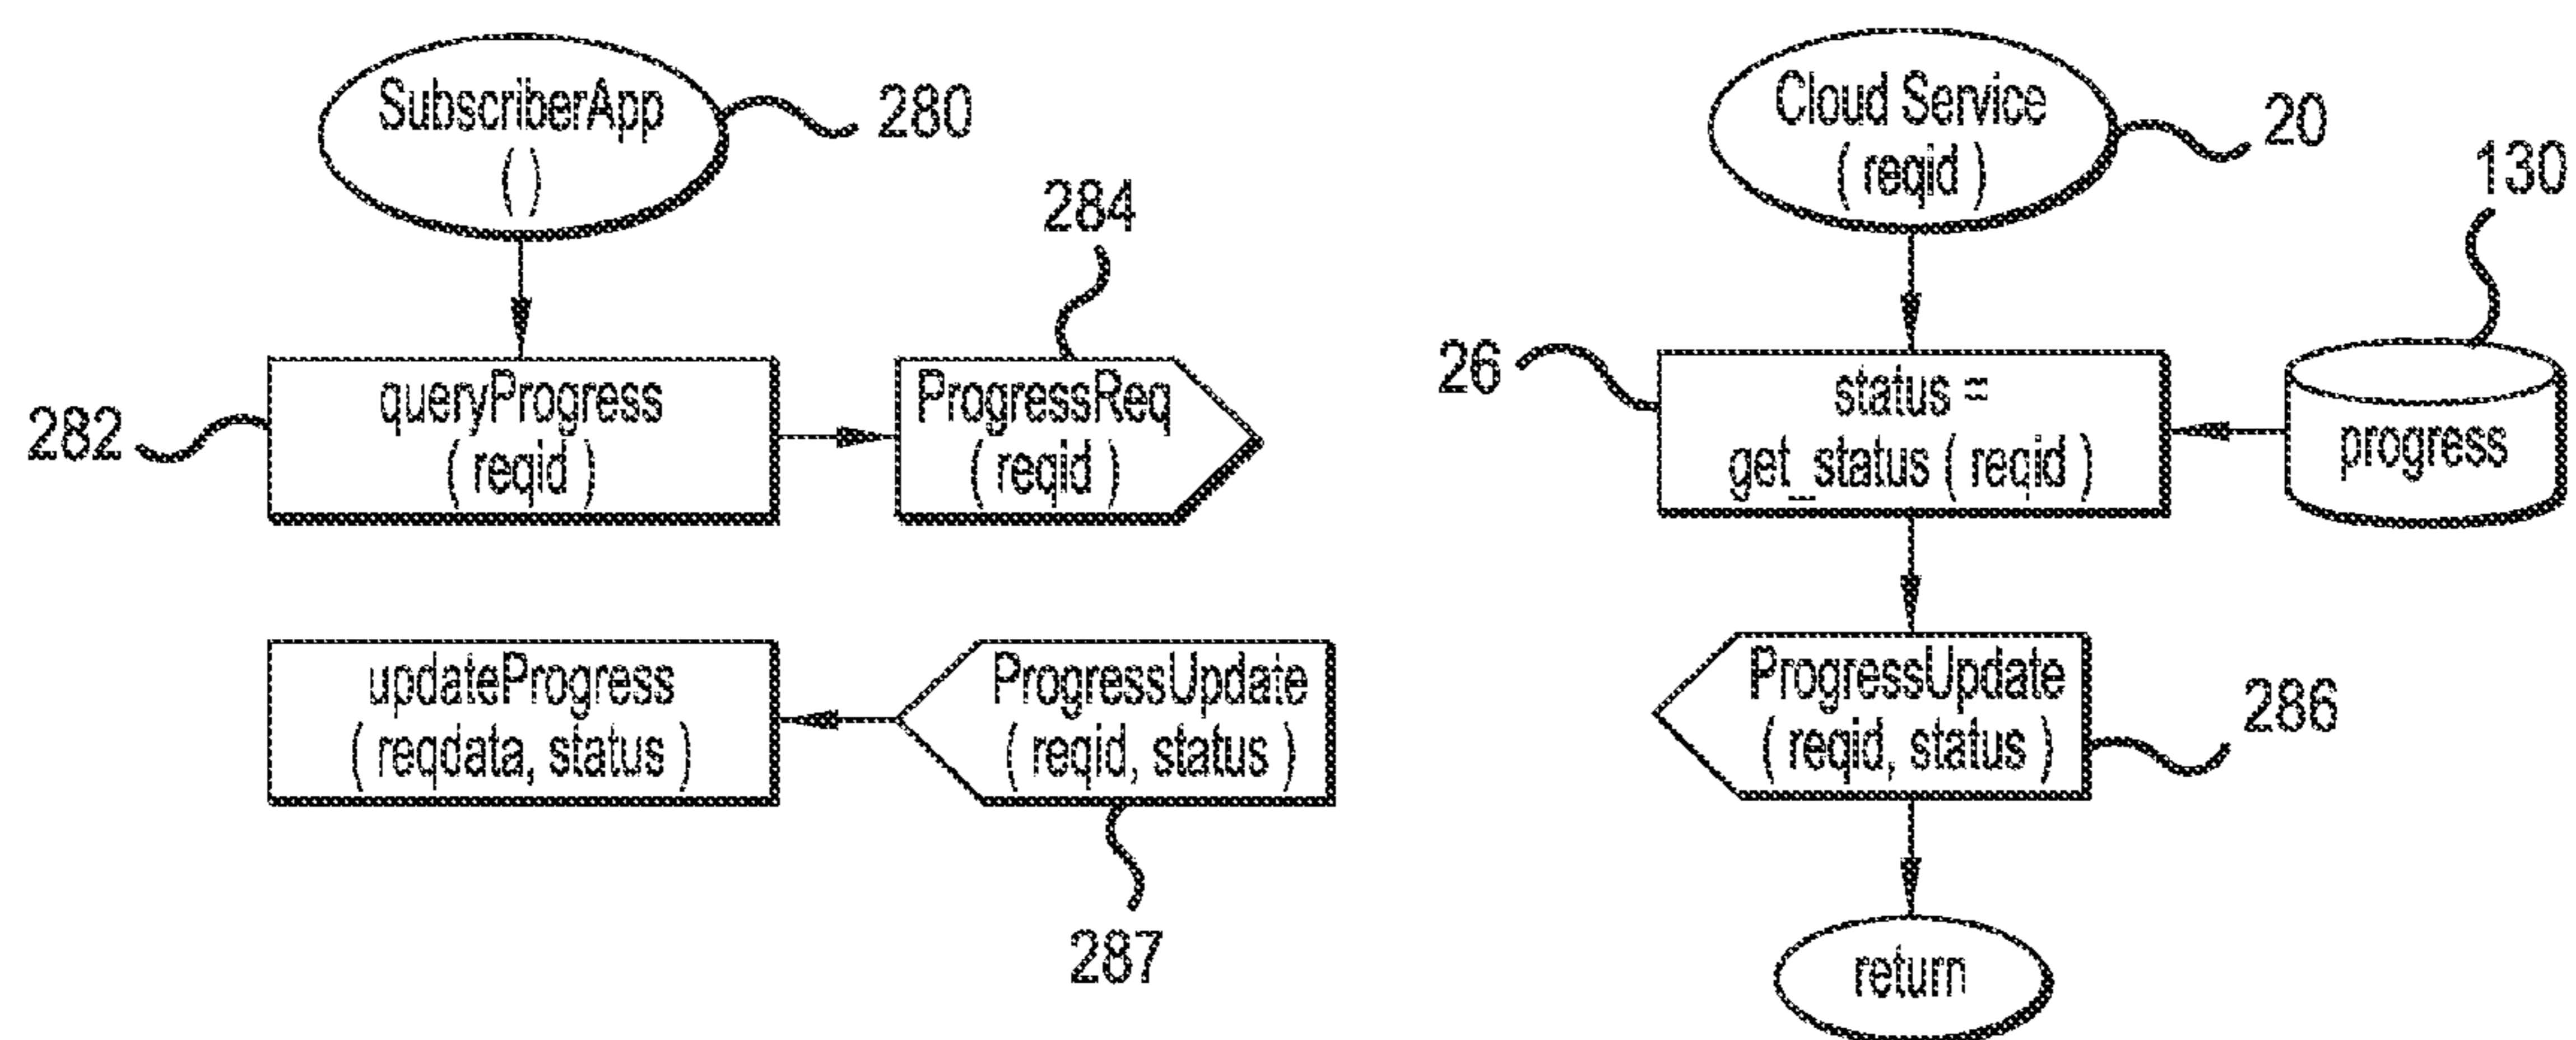 SubscriberApp
( )
280
284
queryProgress
( reqid )
282
ProgressReq
( reqid )
updateProgress
( reqdata, status )
ProgressUpdate
( reqid, status )
287
Cloud Service
( reqid )
20
130
26
status =
get_status ( reqid )
progress
ProgressUpdate
( reqid, status )
286
return